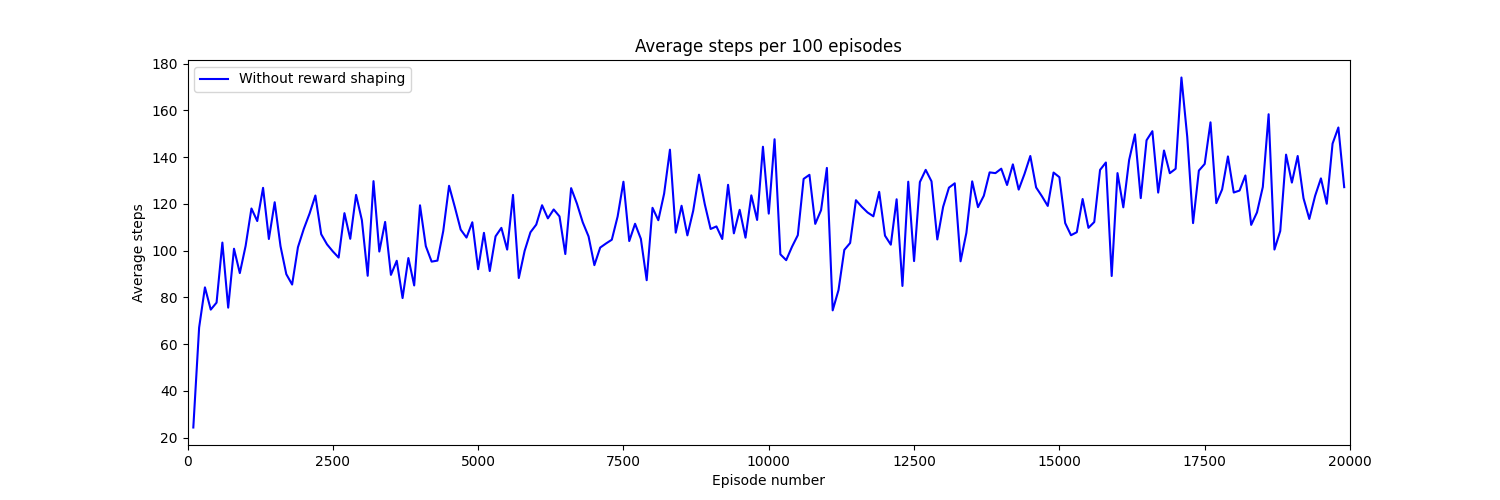 Average steps per 100 episodes
Without reward shaping
180
160
140
120
100
80
60
40
20
Average steps
0 2500 5000 7500 10000 12500 15000 17500 20000
Episode number